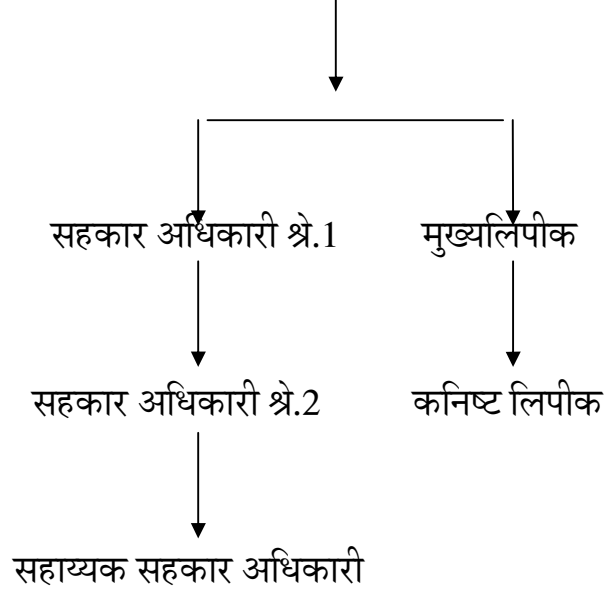 सहकार अधिकारी श्रे.1 मुख्यलिपीक
सहकार अधिकारी श्रे.2 कनिष्ट लिपीक
सहाय्यक सहकार अधिकारी